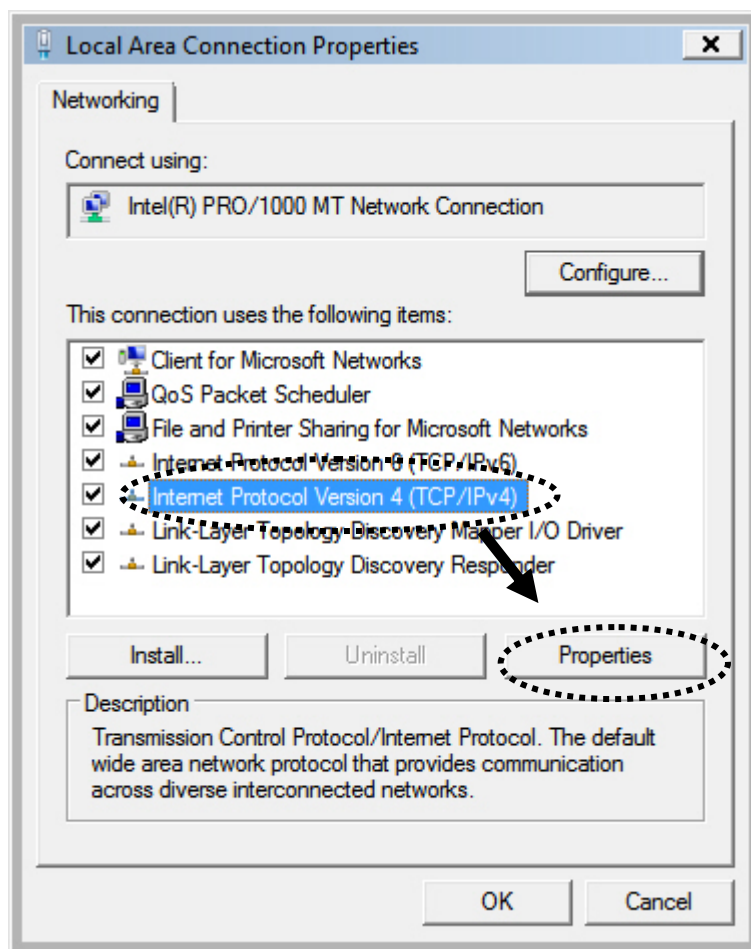 Local Area Connection Properties
Networking
Connect using:
Intel(R) PRO/1000 MT Network Connection
Configure...
This connection uses the following items:
Client for Microsoft Networks
QoS Packet Scheduler
File and Printer Sharing for Microsoft Networks
Internet Protocol Version 6 (TCP/IPv6)
Internet Protocol Version 4 (TCP/IPv4)
Link-Layer Topology Discovery Mapper I/O Driver
Link-Layer Topology Discovery Responder
Install...
Uninstall
Properties
Description
Transmission Control Protocol/Internet Protocol. The default
wide area network protocol that provides communication
across diverse interconnected networks.
OK
Cancel